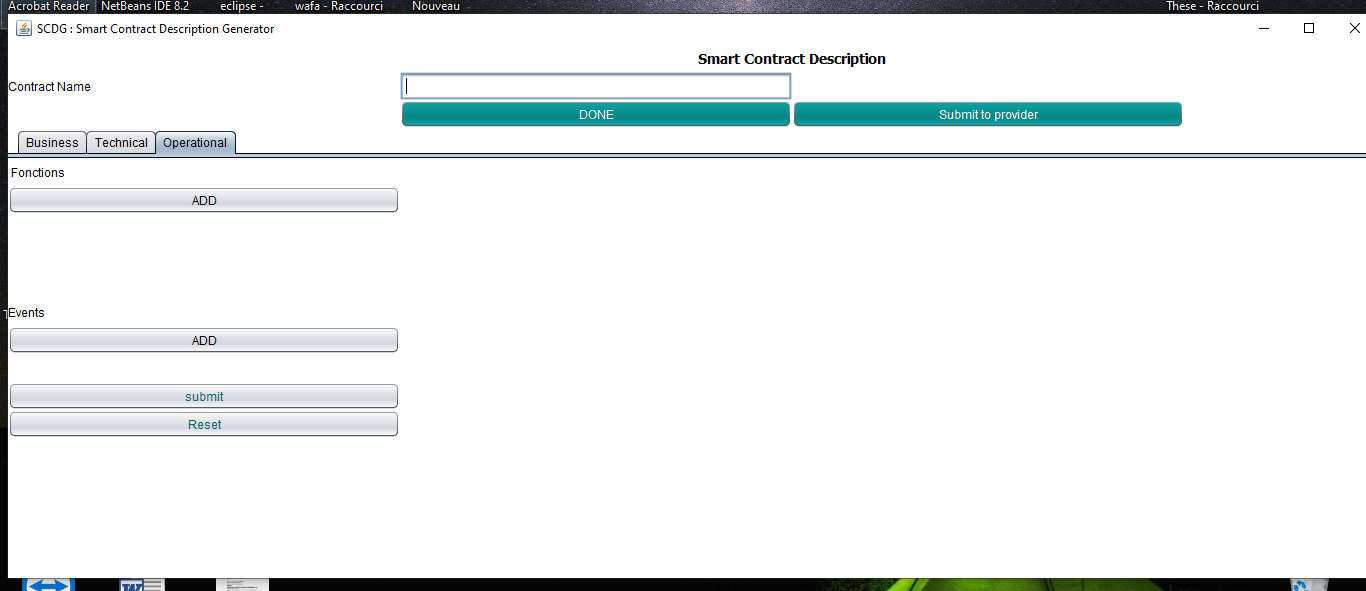 Acrobat Reader NetBeans IDE 8.2 eclipse - wafa - Raccourci Nouveau These - Raccourci
SCDG : Smart Contract Description Generator
Smart Contract Description
Contract Name
DONE Submit to provider
Business Technical Operational
Fonctions
ADD
Events
ADD
submit
Reset